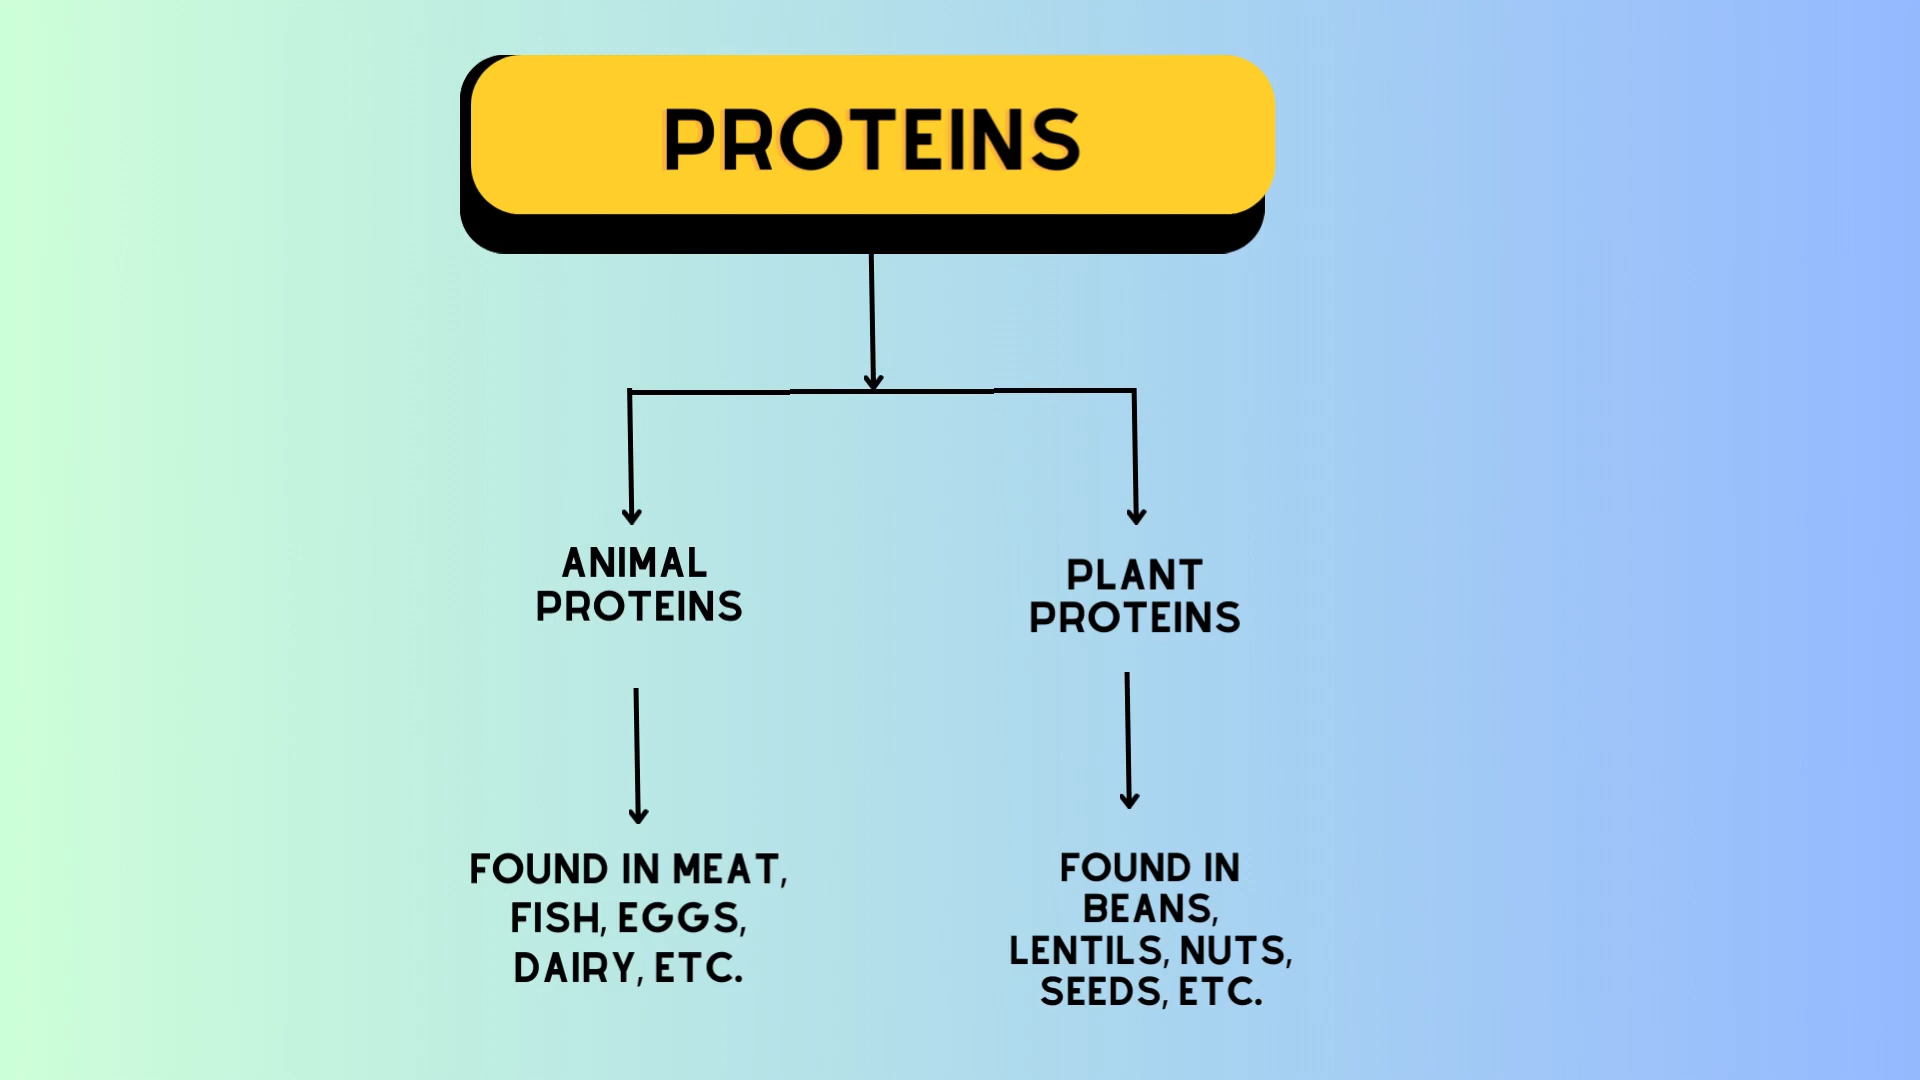 PROTEINS
ANIMAL
PROTEINS
PLANT
PROTEINS
FOUND IN MEAT,
FISH, EGGS,
DAIRY, ETC.
FOUND IN
BEANS,
LENTILS, NUTS,
SEEDS, ETC.